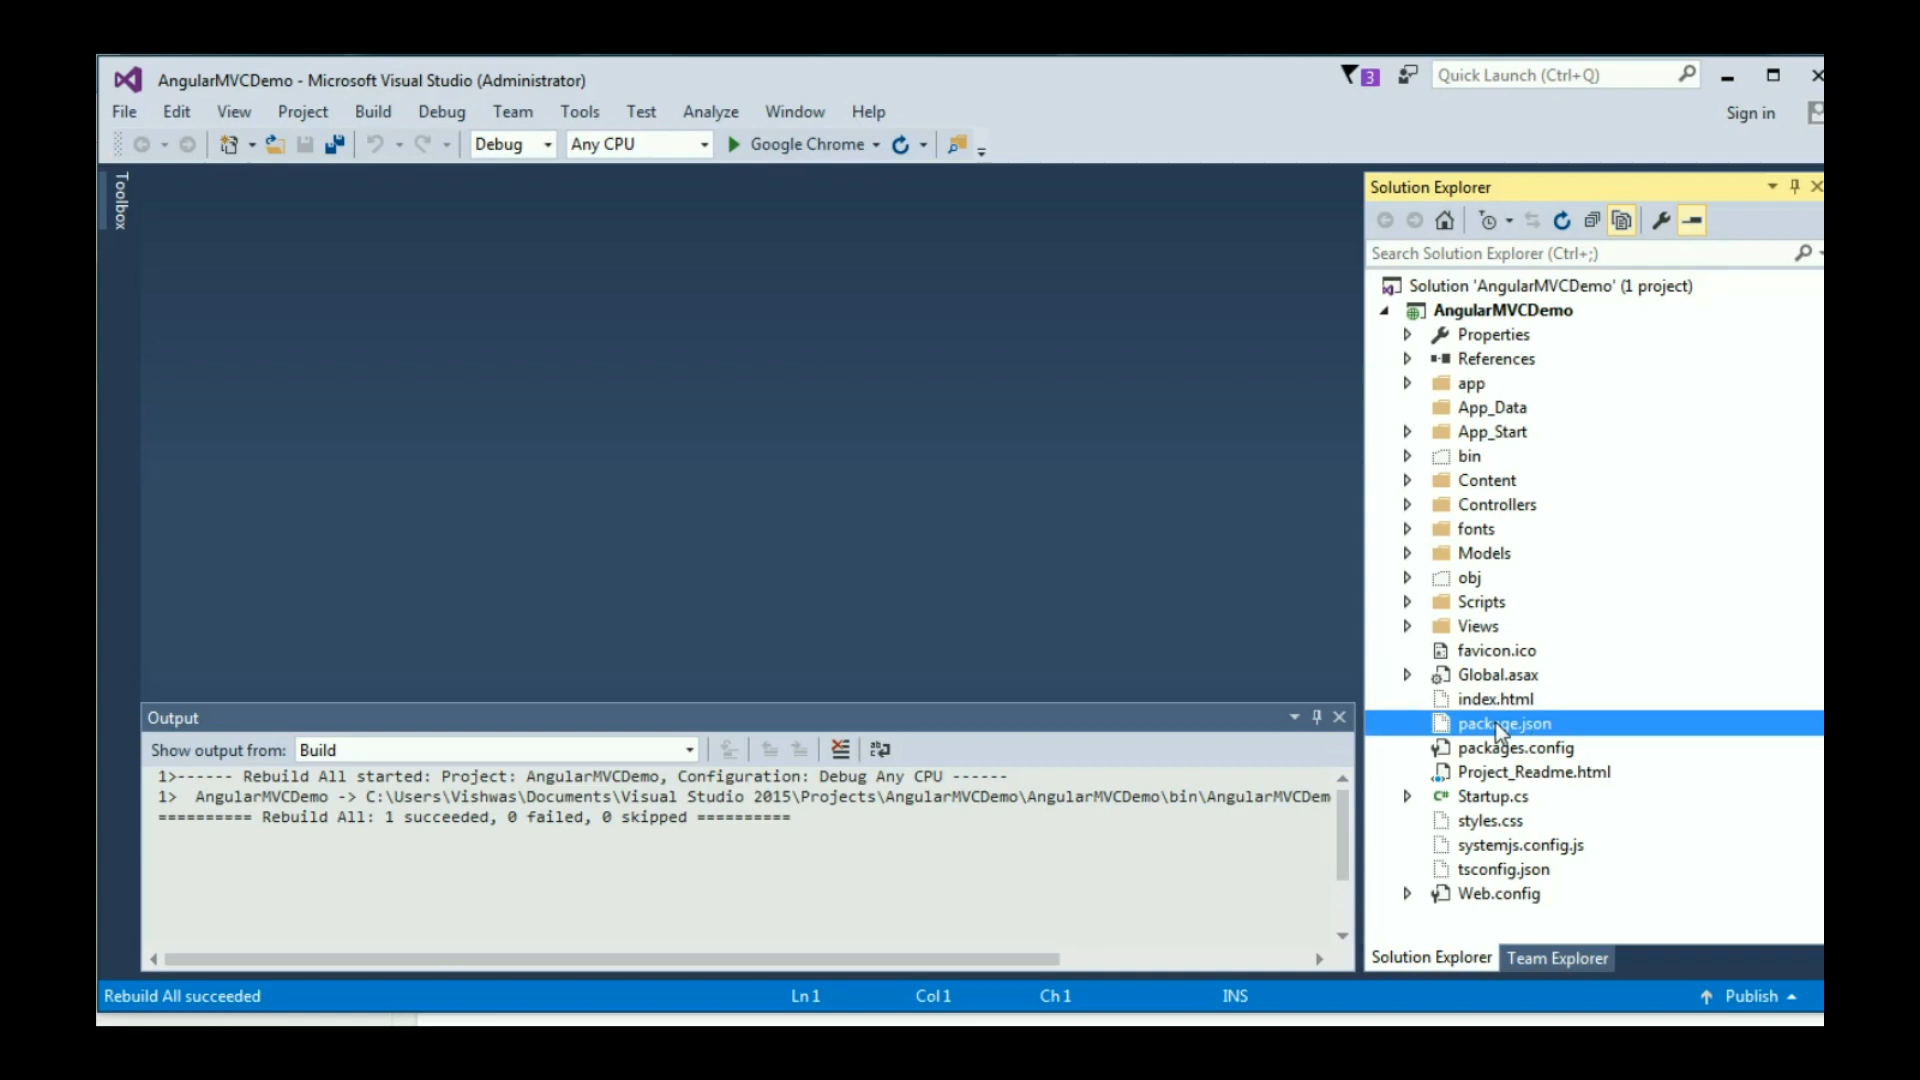 AngularMVCDemo - Microsoft Visual Studio (Administrator)
3
Quick Launch (Ctrl+Q)
File Edit View Project Build Debug Team Tools Test Analyze Window Help
Sign in
Debug
Any CPU
Google Chrome
Toolbox
Solution Explorer
Search Solution Explorer (Ctrl+;)
Solution 'AngularMVCDemo' (1 project)
AngularMVCDemo
Properties
References
app
App_Data
App_Start
bin
Content
Controllers
fonts
Models
obj
Scripts
Views
favicon.ico
Global.asax
index.html
package.json
packages.config
Project_Readme.html
Startup.cs
styles.css
systemjs.config.js
tsconfig.json
Web.config
Solution Explorer
Team Explorer
Output
Show output from: Build
1>------ Rebuild All started: Project: AngularMVCDemo, Configuration: Debug Any CPU ------
1>  AngularMVCDemo -> C:\Users\Vishwas\Documents\Visual Studio 2015\Projects\AngularMVCDemo\AngularMVCDemo\bin\AngularMVCDem
========== Rebuild All: 1 succeeded, 0 failed, 0 skipped ==========
Rebuild All succeeded
Ln 1
Col 1
Ch 1
INS
Publish